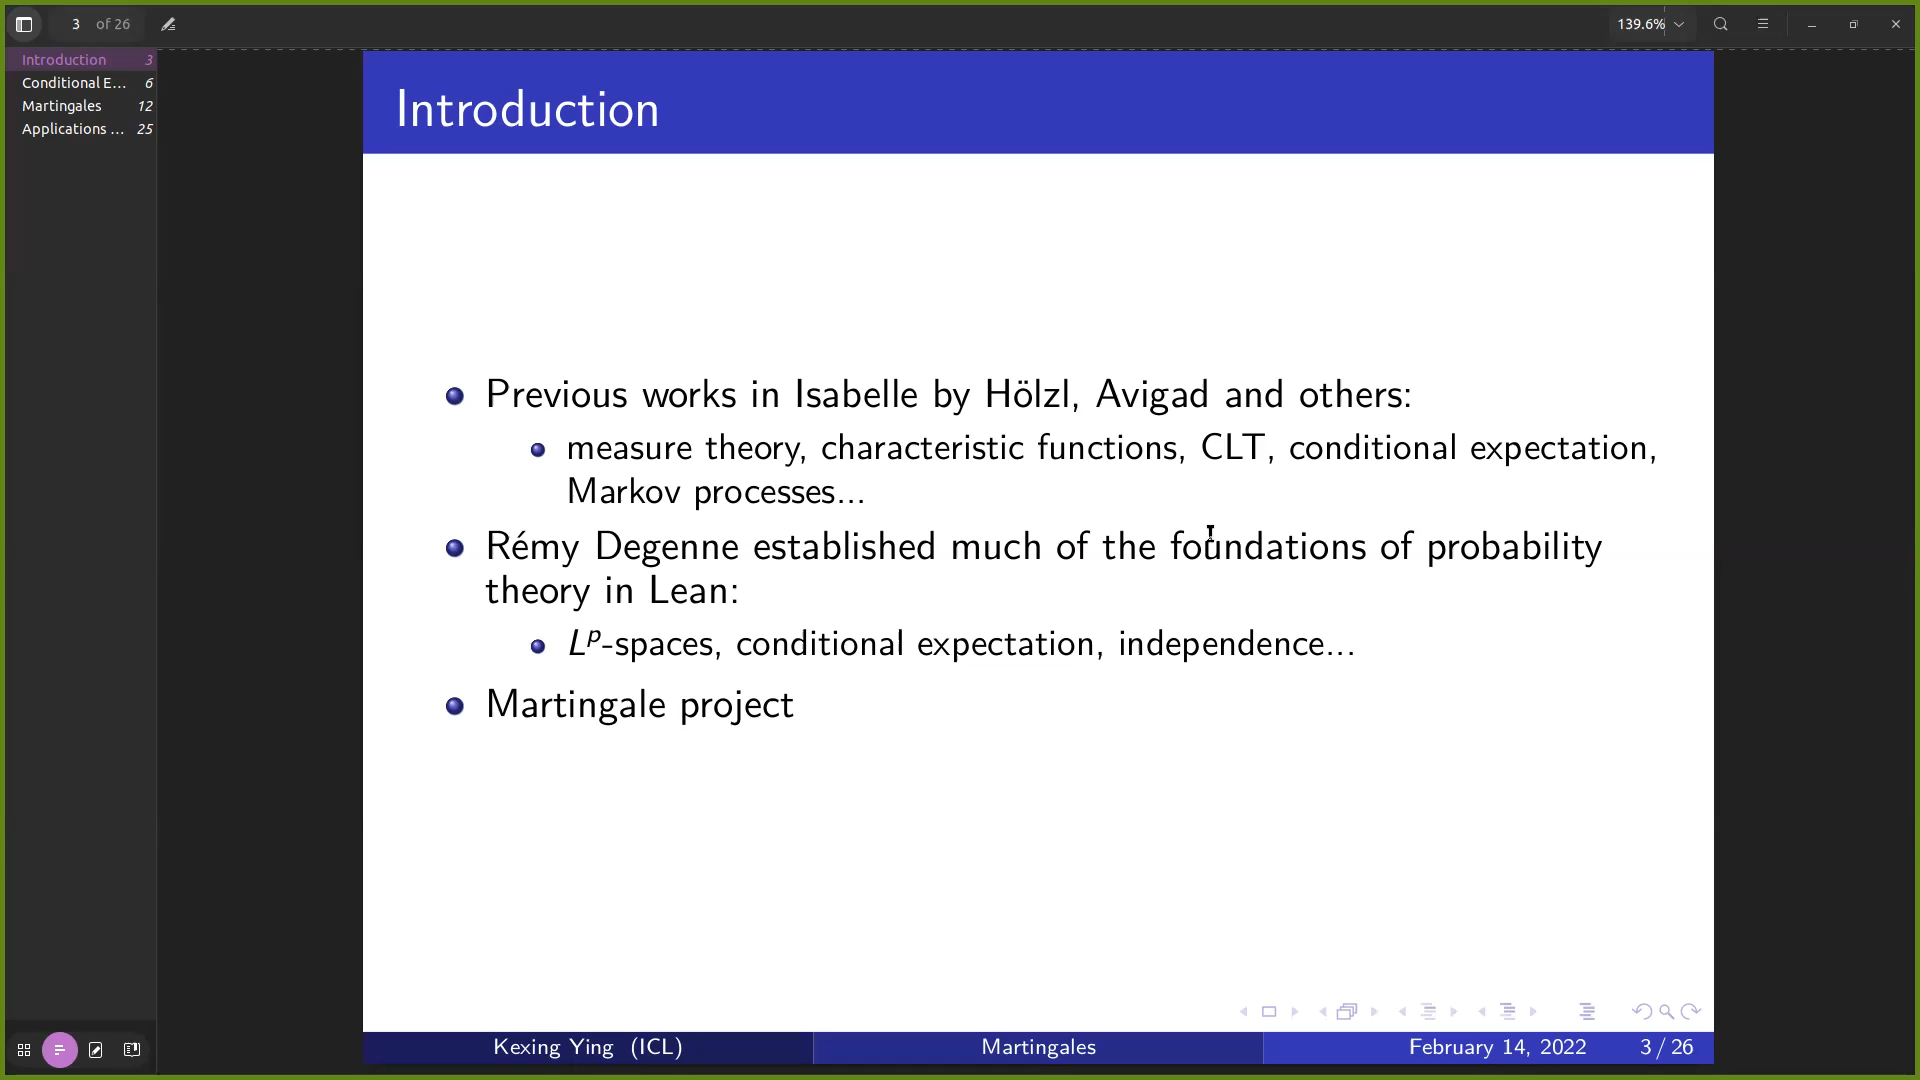 3 of 26
139.6%
Introduction 3
Conditional E... 6
Martingales 12
Applications ... 25
Introduction
Previous works in Isabelle by Hölzl, Avigad and others:
measure theory, characteristic functions, CLT, conditional expectation,
Markov processes...
Rémy Degenne established much of the foundations of probability
theory in Lean:
Lᵖ-spaces, conditional expectation, independence...
Martingale project
Kexing Ying (ICL) Martingales February 14, 2022 3 / 26